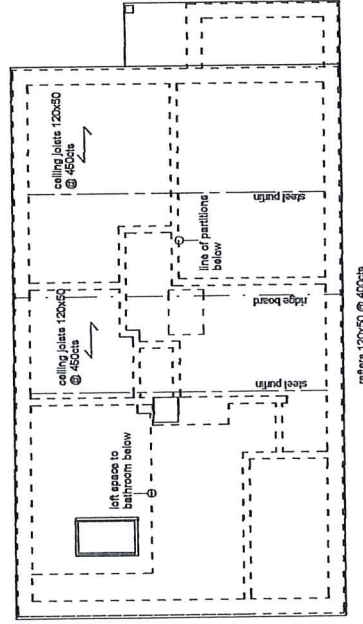 ceiling joists 120x50
@ 450cts
ceiling joists 120x50
@ 450cts
line of partitions
below
steel purlin
ridge board
steel purlin
loft space to
bathroom below
rafters 120x50 @ 400cts